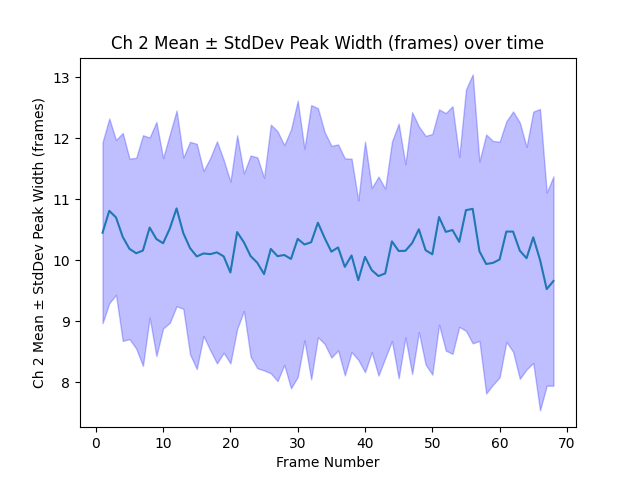 Ch 2 Mean ± StdDev Peak Width (frames) over time
Ch 2 Mean ± StdDev Peak Width (frames)
13
12
11
10
9
8
0 10 20 30 40 50 60 70
Frame Number